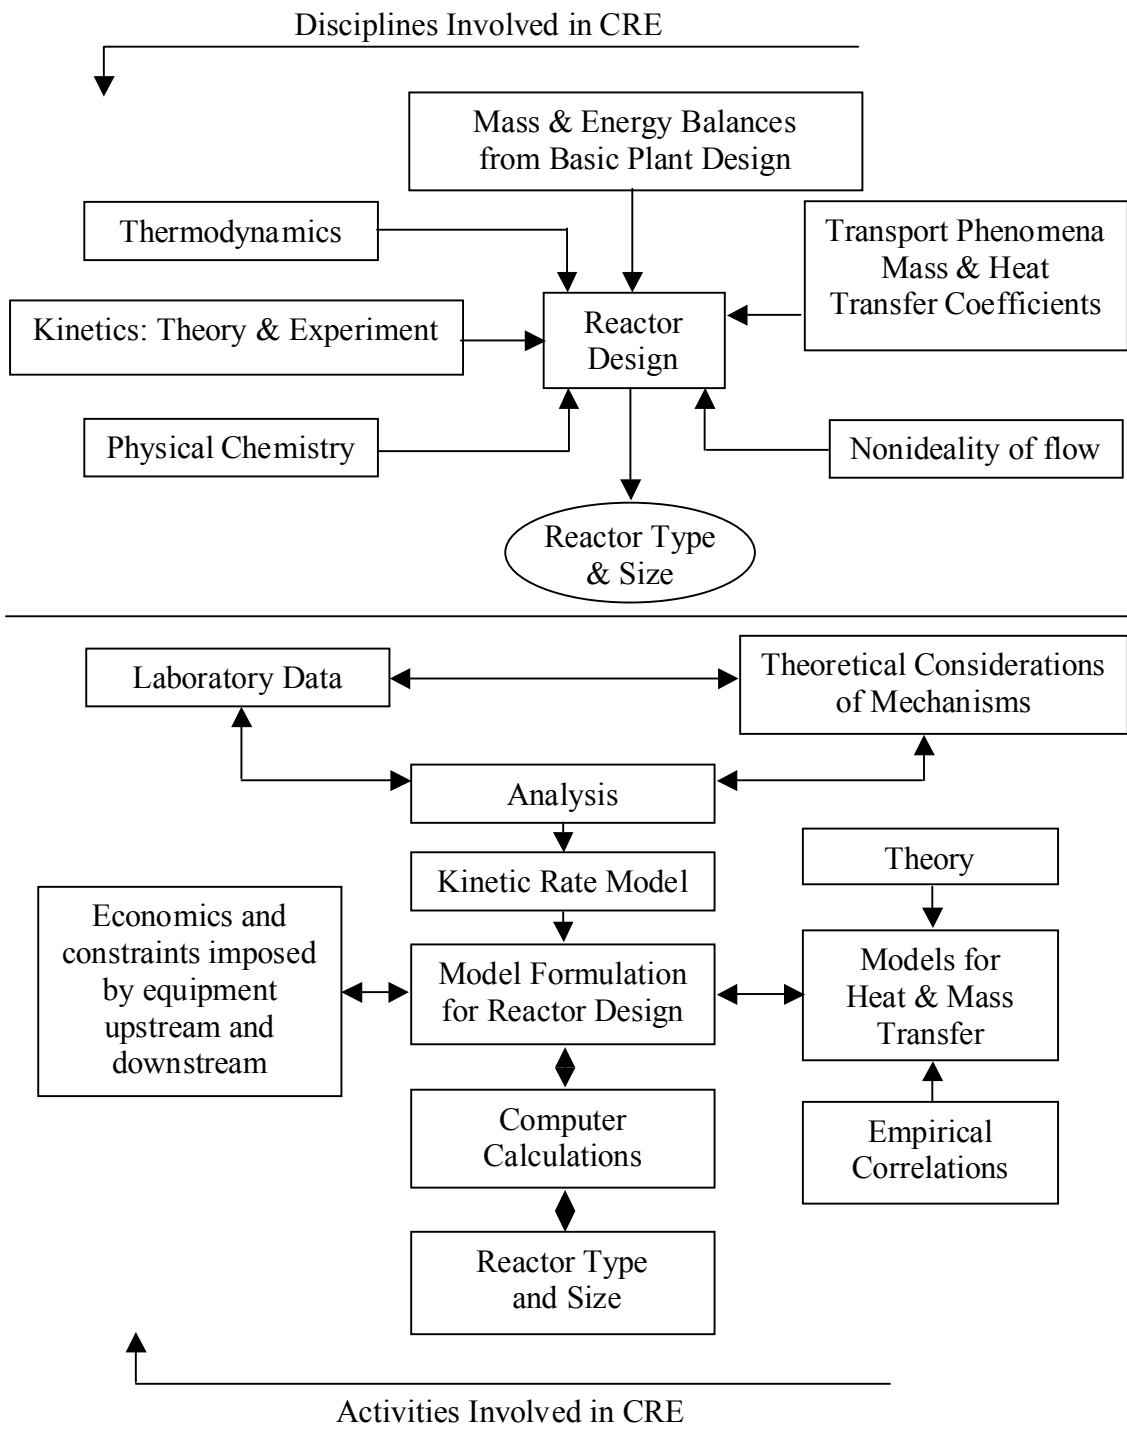 Disciplines Involved in CRE
Mass & Energy Balances
from Basic Plant Design
Thermodynamics
Transport Phenomena
Mass & Heat
Transfer Coefficients
Kinetics: Theory & Experiment
Reactor
Design
Physical Chemistry
Nonideality of flow
Reactor Type
& Size
Laboratory Data
Theoretical Considerations
of Mechanisms
Analysis
Theory
Kinetic Rate Model
Economics and
constraints imposed
by equipment
upstream and
downstream
Model Formulation
for Reactor Design
Models for
Heat & Mass
Transfer
Computer
Calculations
Empirical
Correlations
Reactor Type
and Size
Activities Involved in CRE